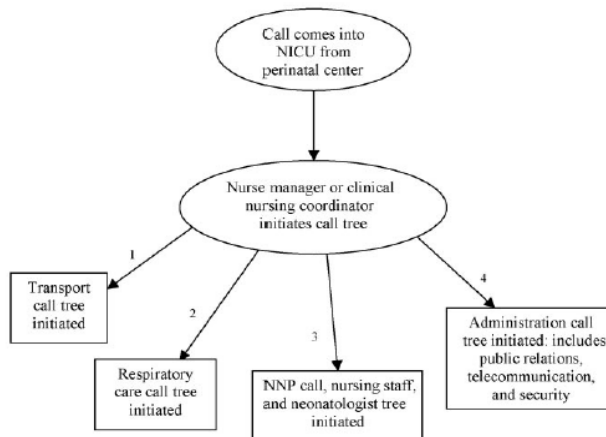 Call comes into
NICU from
perinatal center
Nurse manager or clinical
nursing coordinator
initiates call tree
1
2
3
4
Transport
call tree
initiated
Respiratory
care call tree
initiated
NNP call, nursing staff,
and neonatologist tree
initiated
Administration call
tree initiated: includes
public relations,
telecommunication,
and security